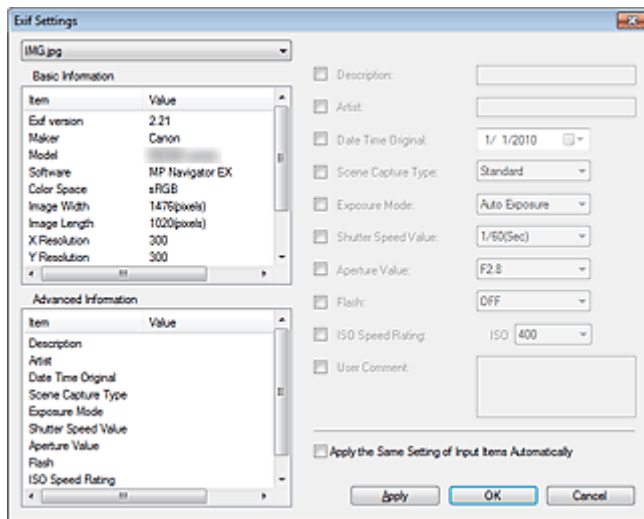 Exif Settings
IMG.jpg
Basic Information
Item Value
Exif version 2.21
Maker Canon
Model
Software MP Navigator EX
Color Space sRGB
Image Width 1476(pixels)
Image Length 1020(pixels)
X Resolution 300
Y Resolution 300
Advanced Information
Item Value
Description
Artist
Date Time Original
Scene Capture Type
Exposure Mode
Shutter Speed Value
Aperture Value
Flash
ISO Speed Rating
Description:
Artist:
Date Time Original: 1/ 1/2010
Scene Capture Type: Standard
Exposure Mode: Auto Exposure
Shutter Speed Value: 1/60(Sec)
Aperture Value: F2.8
Flash: OFF
ISO Speed Rating: ISO 400
User Comment:
Apply the Same Setting of Input Items Automatically
Apply OK Cancel